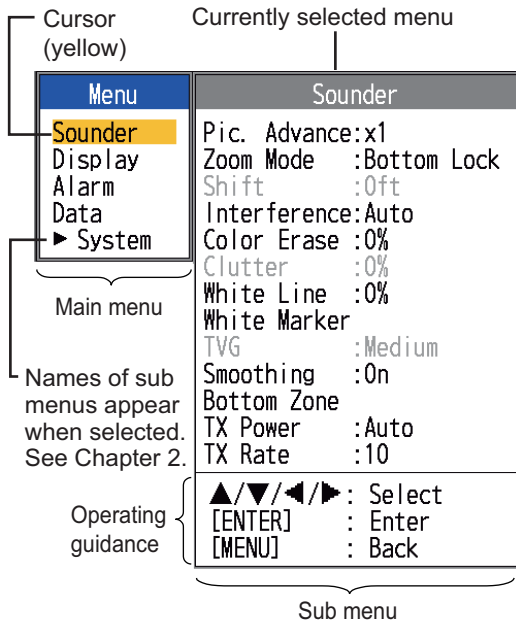 Cursor
(yellow)
Currently selected menu
Menu
Sounder
Display
Alarm
Data
▶ System
Main menu
Names of sub
menus appear
when selected.
See Chapter 2.
Sounder
Pic. Advance:x1
Zoom Mode :Bottom Lock
Shift :0ft
Interference:Auto
Color Erase :0%
Clutter :0%
White Line :0%
White Marker
TVG :Medium
Smoothing :On
Bottom Zone
TX Power :Auto
TX Rate :10
Operating
guidance
▲/▼/◀/▶: Select
[ENTER] : Enter
[MENU] : Back
Sub menu